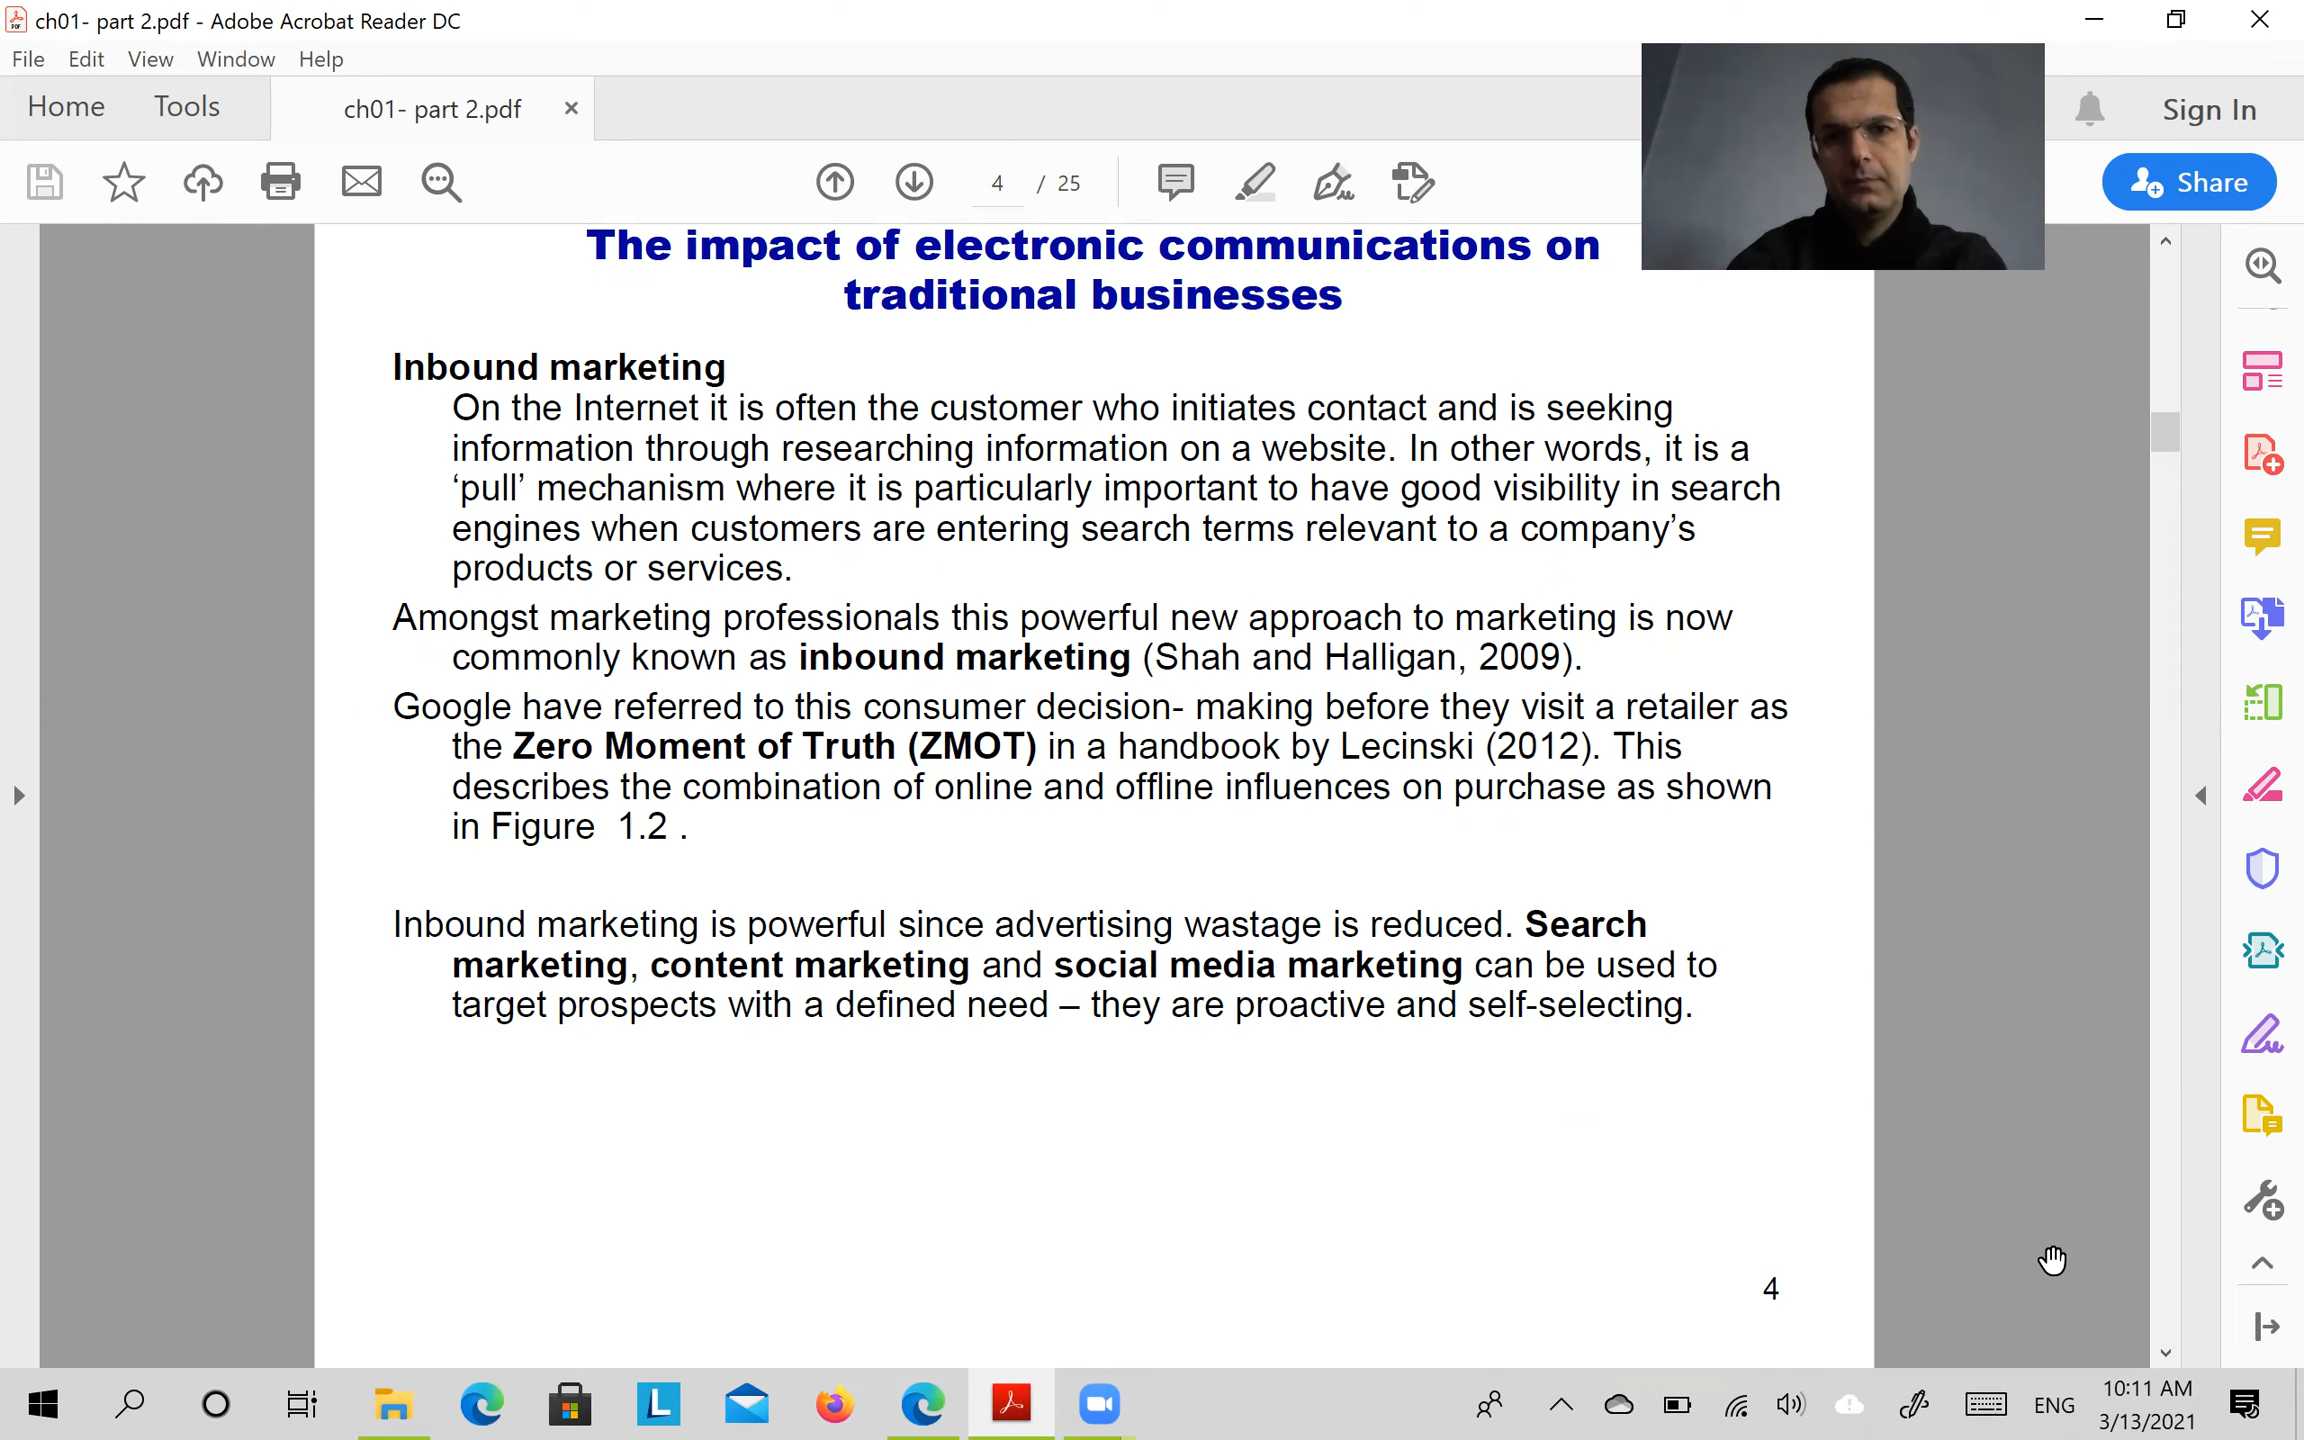 ch01- part 2.pdf - Adobe Acrobat Reader DC
File Edit View Window Help
Home Tools ch01- part 2.pdf Sign In
4 / 25 Share
The impact of electronic communications on
traditional businesses
Inbound marketing
On the Internet it is often the customer who initiates contact and is seeking
information through researching information on a website. In other words, it is a
‘pull’ mechanism where it is particularly important to have good visibility in search
engines when customers are entering search terms relevant to a company’s
products or services.
Amongst marketing professionals this powerful new approach to marketing is now
commonly known as inbound marketing (Shah and Halligan, 2009).
Google have referred to this consumer decision- making before they visit a retailer as
the Zero Moment of Truth (ZMOT) in a handbook by Lecinski (2012). This
describes the combination of online and offline influences on purchase as shown
in Figure 1.2 .
Inbound marketing is powerful since advertising wastage is reduced. Search
marketing, content marketing and social media marketing can be used to
target prospects with a defined need – they are proactive and self-selecting.
4
L
ENG
10:11 AM
3/13/2021